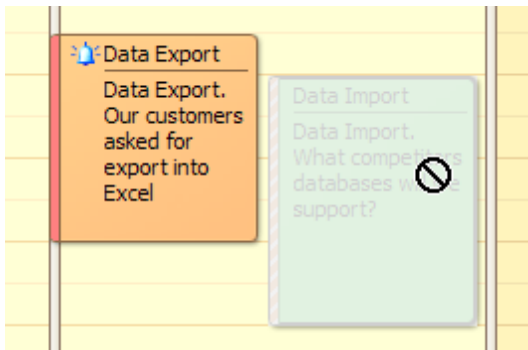 Data Export
Data Export.
Our customers
asked for
export into
Excel
Data Import
Data Import.
What competitors
databases
support?